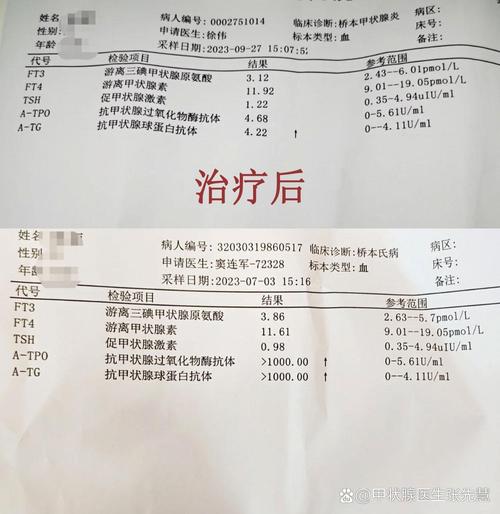 姓名 病人编号: 0002751014 临床诊断:桥本甲状腺炎 病区:
性别: 申请医生:徐伟 标本类型:血 床号:
年龄 采样日期:2023-09-27 15:07:52 备注:
代号 检验项目 结果 参考范围
FT3 游离三碘甲状腺原氨酸 3.12 2.43--6.01pmol/L
FT4 游离甲状腺素 11.92 9.01--19.05pmol/L
TSH 促甲状腺激素 1.22 0.35-4.94uIU/ml
A-TPO 抗甲状腺过氧化物酶抗体 4.68 0-5.61U/ml
A-TG 抗甲状腺球蛋白抗体 4.22 ↑ 0--4.11U/ml
治疗后
姓名 病人编号: 32030319860517 临床诊断:桥本氏病 病区:
性别 申请医生:窦连军-72328 标本类型:血 床号:
年龄 采样日期:2023-07-03 15:16 备注:
代号 检验项目 结果 参考范围
FT3 游离三碘甲状腺原氨酸 3.86 2.63--5.7pmol/L
FT4 游离甲状腺素 11.61 9.01--19.05pmol/L
TSH 促甲状腺激素 0.98 0.35-4.94uIU/ml
A-TPO 抗甲状腺过氧化物酶抗体 >1000.00 ↑ 0-5.61U/ml
A-TG 抗甲状腺球蛋白抗体 >1000.00 ↑ 0--4.11U/ml
甲状腺医生张先慧